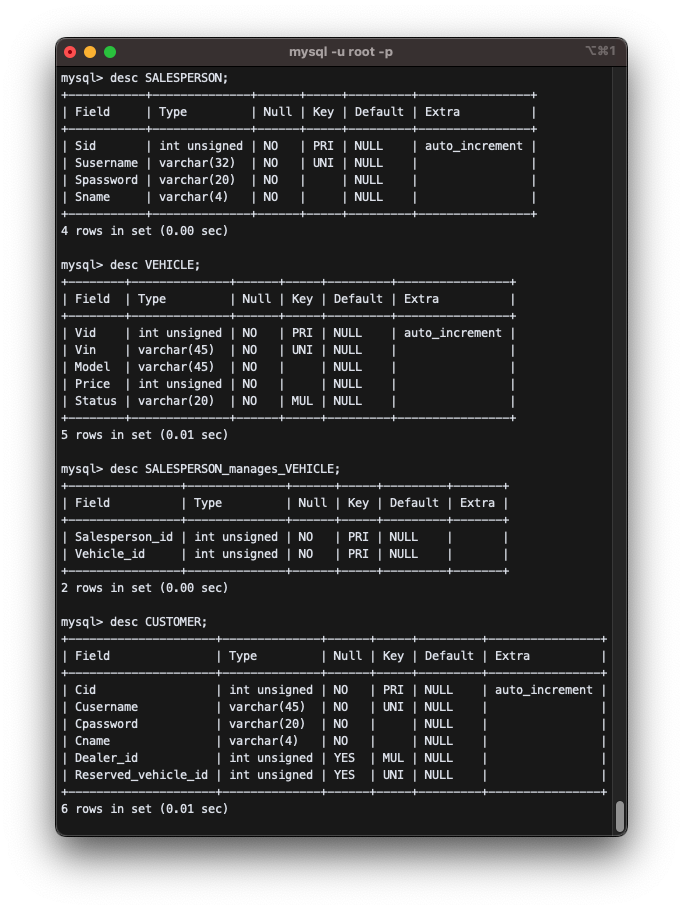 mysql -u root -p
⌥⌘1
mysql> desc SALESPERSON;
+-----------+--------------+------+-----+---------+----------------+
| Field     | Type         | Null | Key | Default | Extra          |
+-----------+--------------+------+-----+---------+----------------+
| Sid       | int unsigned | NO   | PRI | NULL    | auto_increment |
| Susername | varchar(32)  | NO   | UNI | NULL    |                |
| Spassword | varchar(20)  | NO   |     | NULL    |                |
| Sname     | varchar(4)   | NO   |     | NULL    |                |
+-----------+--------------+------+-----+---------+----------------+
4 rows in set (0.00 sec)
mysql> desc VEHICLE;
+--------+--------------+------+-----+---------+----------------+
| Field  | Type         | Null | Key | Default | Extra          |
+--------+--------------+------+-----+---------+----------------+
| Vid    | int unsigned | NO   | PRI | NULL    | auto_increment |
| Vin    | varchar(45)  | NO   | UNI | NULL    |                |
| Model  | varchar(45)  | NO   |     | NULL    |                |
| Price  | int unsigned | NO   |     | NULL    |                |
| Status | varchar(20)  | NO   | MUL | NULL    |                |
+--------+--------------+------+-----+---------+----------------+
5 rows in set (0.01 sec)
mysql> desc SALESPERSON_manages_VEHICLE;
+----------------+--------------+------+-----+---------+-------+
| Field          | Type         | Null | Key | Default | Extra |
+----------------+--------------+------+-----+---------+-------+
| Salesperson_id | int unsigned | NO   | PRI | NULL    |       |
| Vehicle_id     | int unsigned | NO   | PRI | NULL    |       |
+----------------+--------------+------+-----+---------+-------+
2 rows in set (0.00 sec)
mysql> desc CUSTOMER;
+---------------------+--------------+------+-----+---------+----------------+
| Field               | Type         | Null | Key | Default | Extra          |
+---------------------+--------------+------+-----+---------+----------------+
| Cid                 | int unsigned | NO   | PRI | NULL    | auto_increment |
| Cusername           | varchar(45)  | NO   | UNI | NULL    |                |
| Cpassword           | varchar(20)  | NO   |     | NULL    |                |
| Cname               | varchar(4)   | NO   |     | NULL    |                |
| Dealer_id           | int unsigned | YES  | MUL | NULL    |                |
| Reserved_vehicle_id | int unsigned | YES  | UNI | NULL    |                |
+---------------------+--------------+------+-----+---------+----------------+
6 rows in set (0.01 sec)